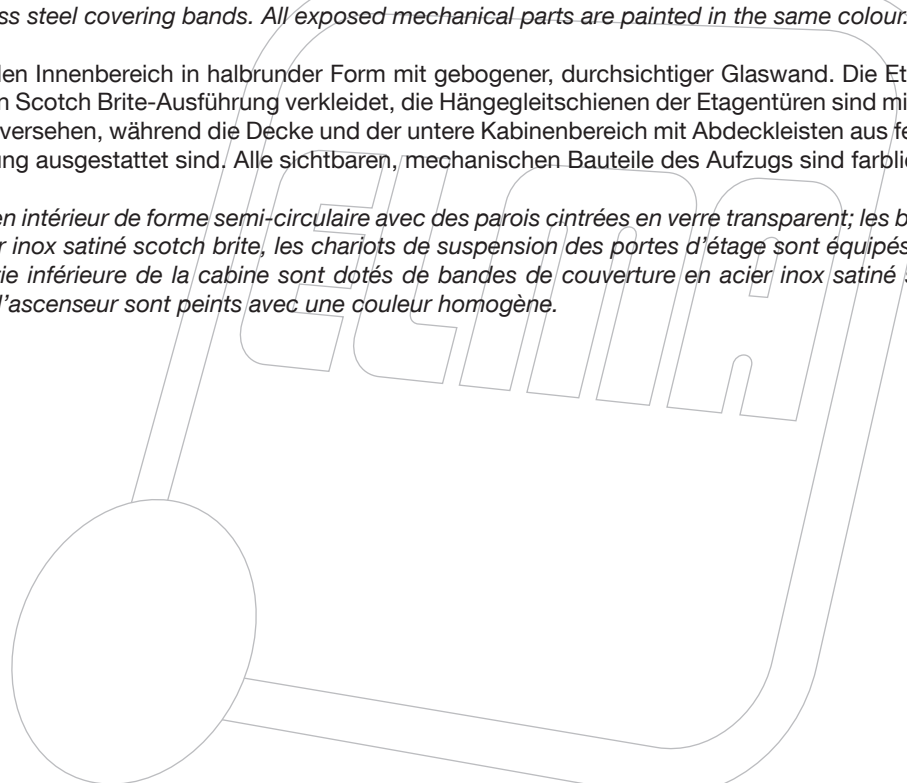 ss steel covering bands. All exposed mechanical parts are painted in the same colour.
den Innenbereich in halbrunder Form mit gebogener, durchsichtiger Glaswand. Die Et
n Scotch Brite-Ausführung verkleidet, die Hängegleitschienen der Etagentüren sind mi
versehen, während die Decke und der untere Kabinenbereich mit Abdeckleisten aus fe
ung ausgestattet sind. Alle sichtbaren, mechanischen Bauteile des Aufzugs sind farblic
en intérieur de forme semi-circulaire avec des parois cintrées en verre transparent; les b
r inox satiné scotch brite, les chariots de suspension des portes d'étage sont équipés
rie inférieure de la cabine sont dotés de bandes de couverture en acier inox satiné
l'ascenseur sont peints avec une couleur homogène.
ELMA